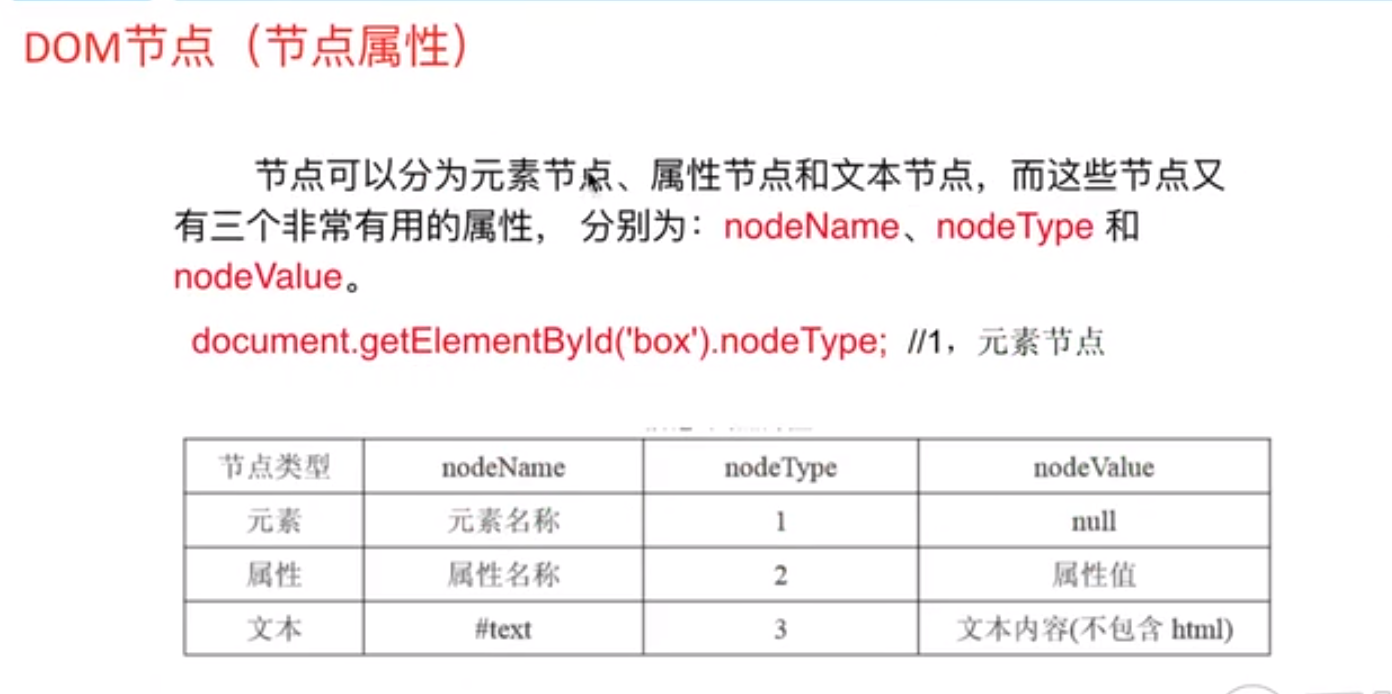 DOM节点（节点属性）
节点可以分为元素节点、属性节点和文本节点，而这些节点又
有三个非常有用的属性， 分别为：nodeName、nodeType 和
nodeValue。
document.getElementById('box').nodeType; //1，元素节点
节点类型 nodeName nodeType nodeValue
元素 元素名称 1 null
属性 属性名称 2 属性值
文本 #text 3 文本内容(不包含 html)